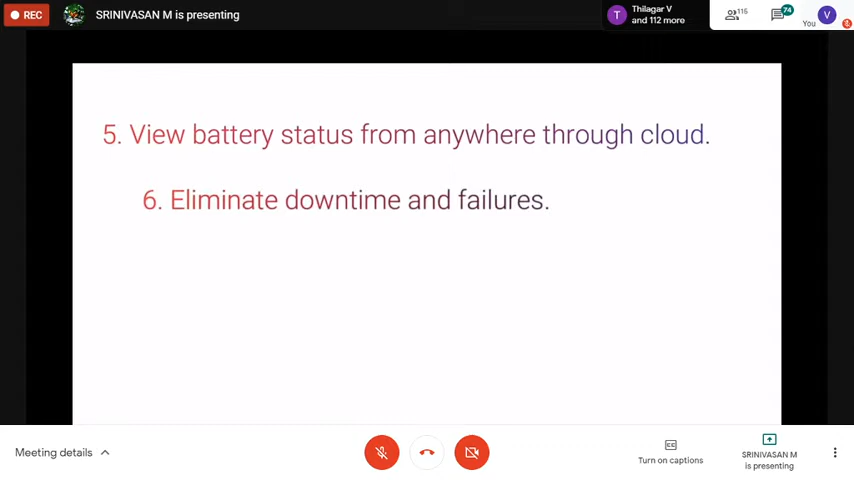 REC
SRINIVASAN M is presenting
T
Thilagar V
and 112 more
115
74
You
V
5. View battery status from anywhere through cloud.
6. Eliminate downtime and failures.
Meeting details
CC
Turn on captions
SRINIVASAN M
is presenting